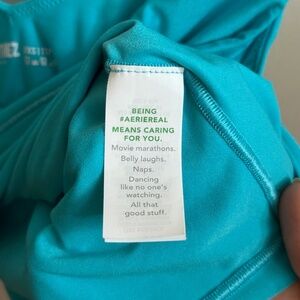 BEING
#AERIEREAL
MEANS CARING
FOR YOU.
Movie marathons.
Belly laughs.
Naps.
Dancing
like no one's
watching.
All that
good stuff.